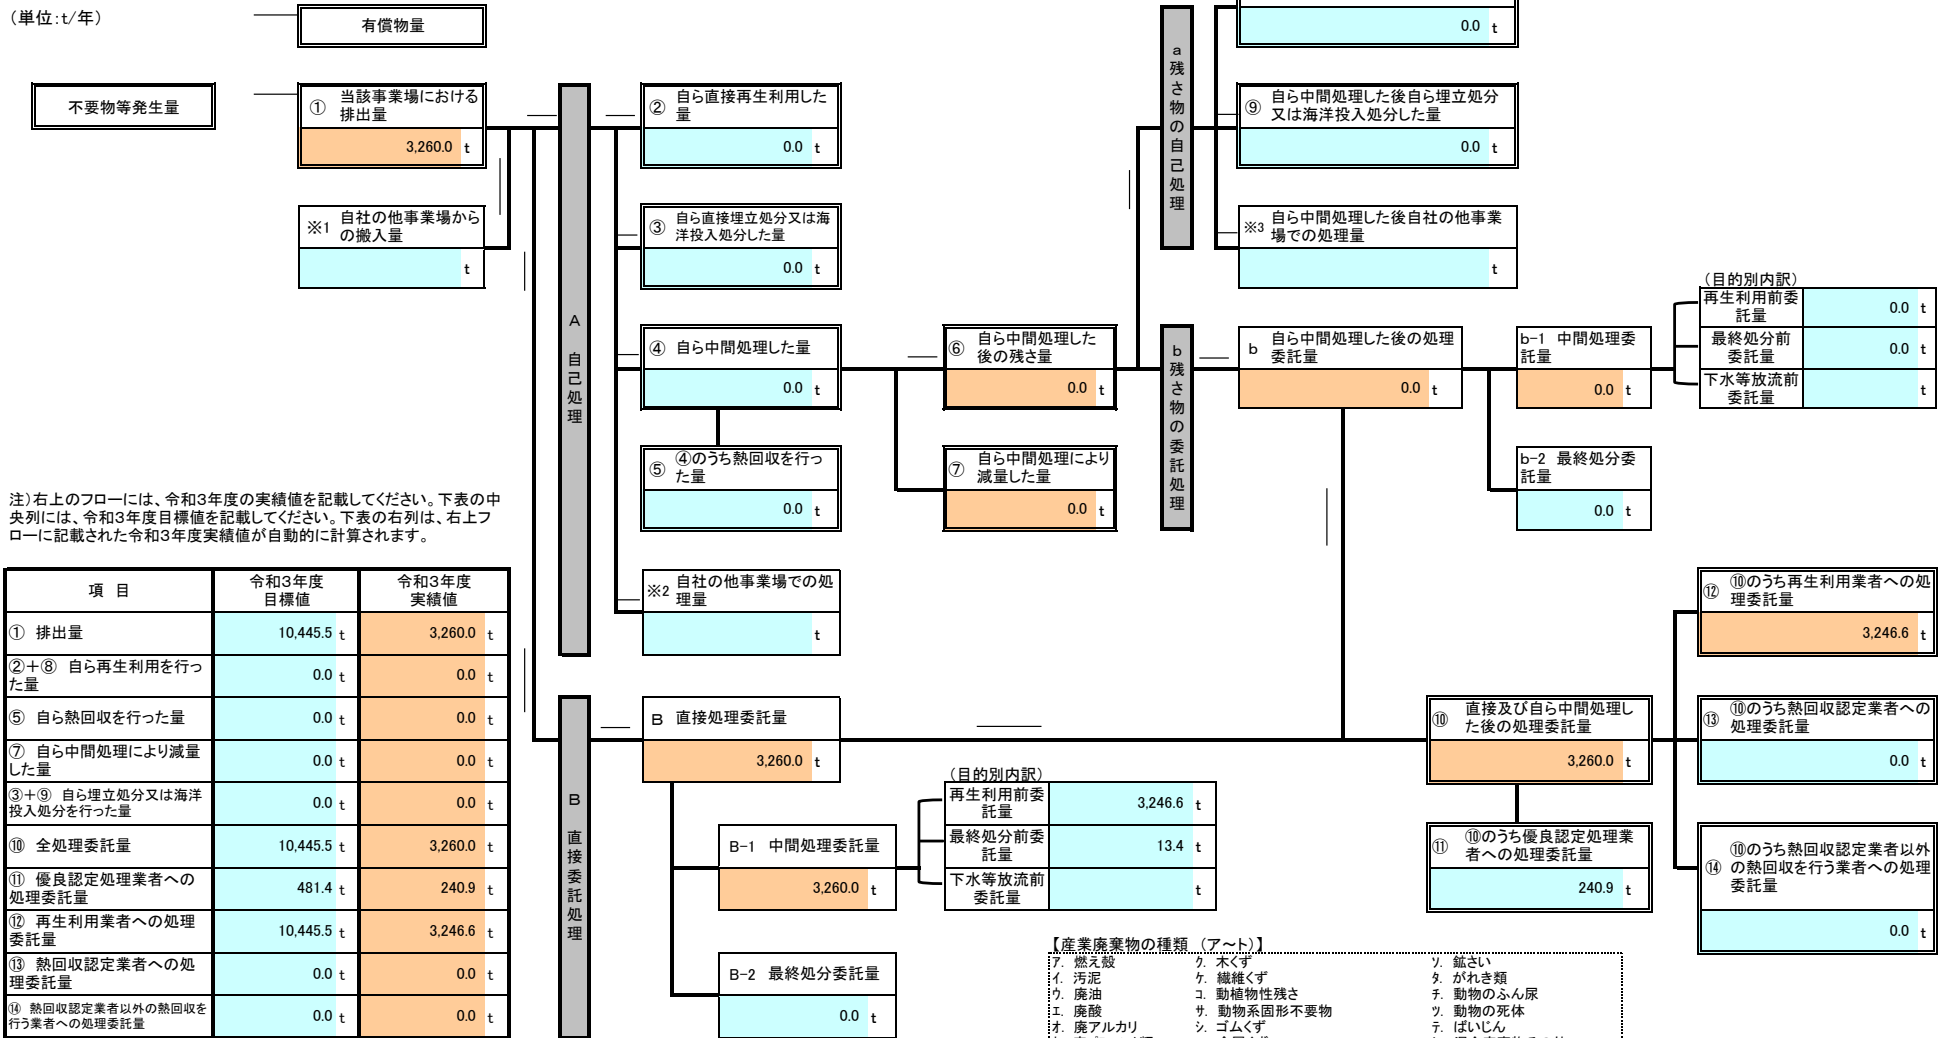 （単位：t/年）
有償物量
不要物等発生量
① 当該事業場における
排出量
3,260.0 t
※1 自社の他事業場から
の搬入量
t
A 自己処理
② 自ら直接再生利用した
量
0.0 t
③ 自ら直接埋立処分又は海
洋投入処分した量
0.0 t
④ 自ら中間処理した量
0.0 t
⑤ ④のうち熱回収を行っ
た量
0.0 t
※2 自社の他事業場での処
理量
t
⑥ 自ら中間処理した
後の残さ量
0.0 t
⑦ 自ら中間処理により
減量した量
0.0 t
a 残さ物の自己処理
0.0 t
⑨ 自ら中間処理した後自ら埋立処分
又は海洋投入処分した量
0.0 t
※3 自ら中間処理した後自社の他事業
場での処理量
t
b 残さ物の委託処理
b 自ら中間処理した後の処理
委託量
0.0 t
b-1 中間処理委
託量
0.0 t
b-2 最終処分委
託量
0.0 t
（目的別内訳）
再生利用前委
託量
0.0 t
最終処分前
委託量
0.0 t
下水等放流前
委託量
t
注）右上のフローには、令和3年度の実績値を記載してください。下表の中
央列には、令和3年度目標値を記載してください。下表の右列は、右上フ
ローに記載された令和3年度実績値が自動的に計算されます。
項 目
令和3年度
目標値
令和3年度
実績値
① 排出量 10,445.5 t 3,260.0 t
②＋⑧ 自ら再生利用を行っ
た量 0.0 t 0.0 t
⑤ 自ら熱回収を行った量 0.0 t 0.0 t
⑦ 自ら中間処理により減量
した量 0.0 t 0.0 t
③＋⑨ 自ら埋立処分又は海洋
投入処分を行った量 0.0 t 0.0 t
⑩ 全処理委託量 10,445.5 t 3,260.0 t
⑪ 優良認定処理業者への
処理委託量 481.4 t 240.9 t
⑫ 再生利用業者への処理
委託量 10,445.5 t 3,246.6 t
⑬ 熱回収認定業者への処
理委託量 0.0 t 0.0 t
⑭ 熱回収認定業者以外の熱回収を
行う業者への処理委託量 0.0 t 0.0 t
B 直接委託処理
B 直接処理委託量
3,260.0 t
B-1 中間処理委託量
3,260.0 t
B-2 最終処分委託量
0.0 t
（目的別内訳）
再生利用前委
託量
3,246.6 t
最終処分前委
託量
13.4 t
下水等放流前
委託量
t
⑩ 直接及び自ら中間処理し
た後の処理委託量
3,260.0 t
⑪ ⑩のうち優良認定処理業
者への処理委託量
240.9 t
⑫ ⑩のうち再生利用業者への処
理委託量
3,246.6 t
⑬ ⑩のうち熱回収認定業者への
処理委託量
0.0 t
⑭ ⑩のうち熱回収認定業者以外
の熱回収を行う業者への処理
委託量
0.0 t
【産業廃棄物の種類 （ア～ト）】
ア. 燃え殻 ク. 木くず ソ. 鉱さい
イ. 汚泥 ケ. 繊維くず タ. がれき類
ウ. 廃油 コ. 動植物性残さ チ. 動物のふん尿
エ. 廃酸 サ. 動物系固形不要物 ツ. 動物の死体
オ. 廃アルカリ シ. ゴムくず テ. ばいじん